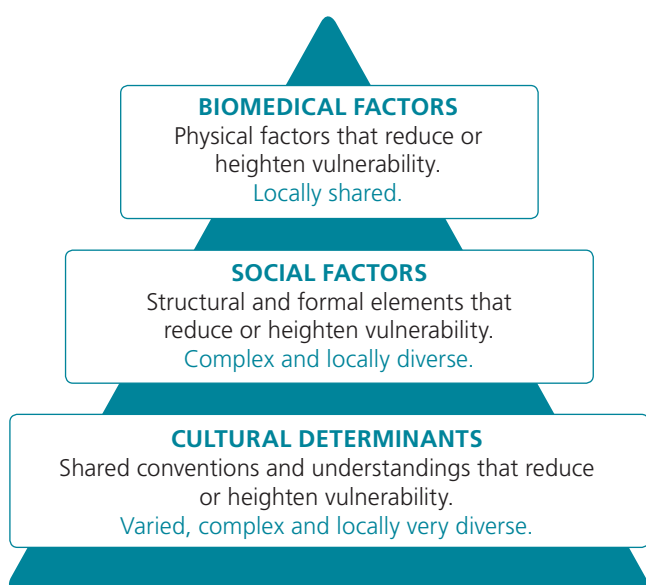 BIOMEDICAL FACTORS
Physical factors that reduce or
heighten vulnerability.
Locally shared.
SOCIAL FACTORS
Structural and formal elements that
reduce or heighten vulnerability.
Complex and locally diverse.
CULTURAL DETERMINANTS
Shared conventions and understandings that reduce
or heighten vulnerability.
Varied, complex and locally very diverse.